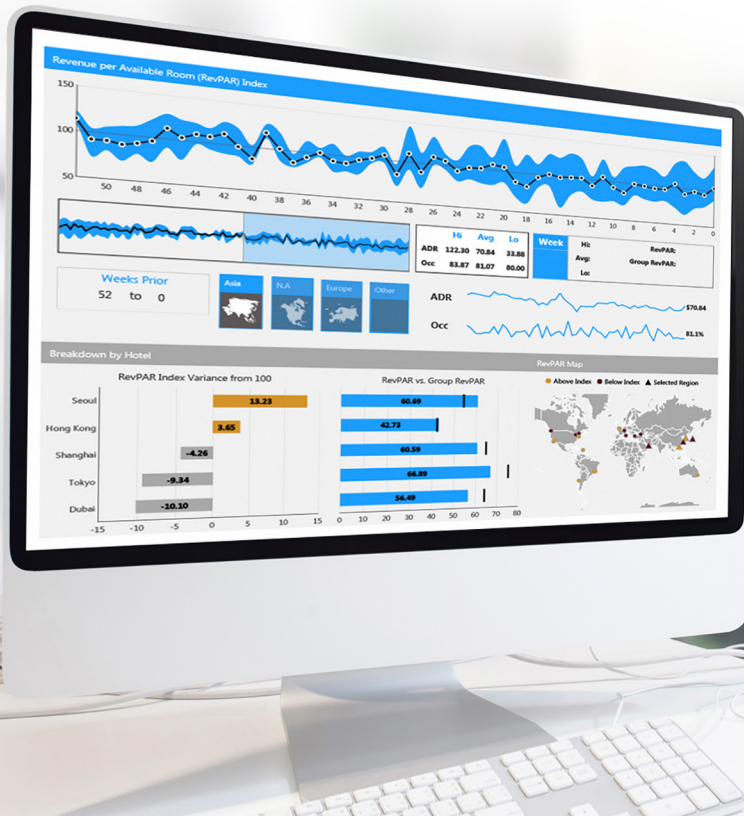 Revenue per Available Room (RevPAR) Index
150
100
50
50 48 46 44 42 40 38 36 34 32 30 28 26 24 22 20 18 16 14 12 10 8 6 4 2 0
Hi Avg Lo
ADR 122.30 70.84 33.88
Occ 83.87 81.07 80.00
Week
Hi: RevPAR:
Avg: Group RevPAR:
Lo:
Weeks Prior
52 to 0
Asia N.A Europe Other
ADR $70.84
Occ 81.1%
Breakdown by Hotel
RevPAR Map
RevPAR Index Variance from 100
Seoul 13.23
Hong Kong 3.65
Shanghai -4.26
Tokyo -9.34
Dubai -10.10
-15 -10 -5 0 5 10 15
RevPAR vs. Group RevPAR
60.69
42.73
60.59
66.89
56.49
0 10 20 30 40 50 60 70 80
Above Index Below Index Selected Region